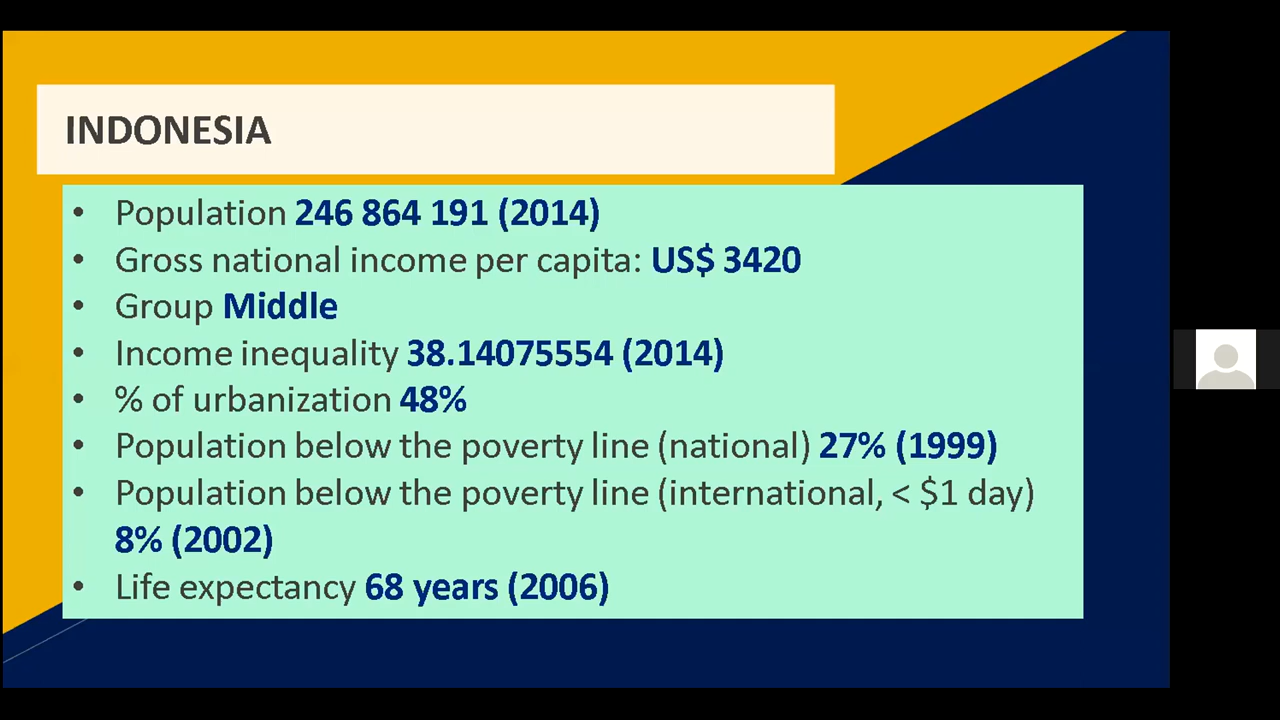 INDONESIA
• Population 246 864 191 (2014)
• Gross national income per capita: US$ 3420
• Group Middle
• Income inequality 38.14075554 (2014)
• % of urbanization 48%
• Population below the poverty line (national) 27% (1999)
• Population below the poverty line (international, < $1 day)
8% (2002)
• Life expectancy 68 years (2006)